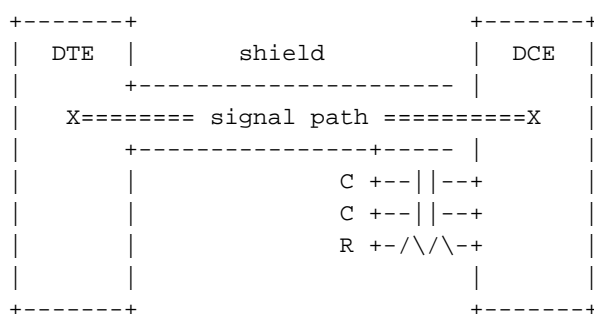 +-------+ +-------+
| DTE | shield | DCE |
| +---------------------- | |
| X======== signal path ==========X |
| +----------------+----- | |
| | C +--||--+ |
| | C +--||--+ |
| | R +-/\/\-+ |
| | | |
+-------+ +-------+